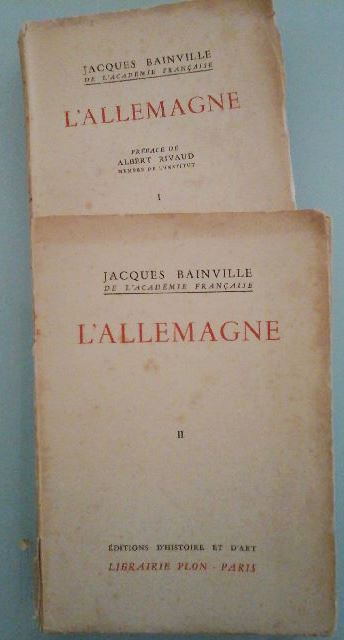 JACQUES BAINVILLE
DE L'ACADÉMIE FRANÇAISE
L'ALLEMAGNE
PRÉFACE DE
ALBERT RIVAUD
MEMBRE DE L'INSTITUT
I
JACQUES BAINVILLE
DE L'ACADÉMIE FRANÇAISE
L'ALLEMAGNE
II
ÉDITIONS D'HISTOIRE ET D'ART
LIBRAIRIE PLON - PARIS